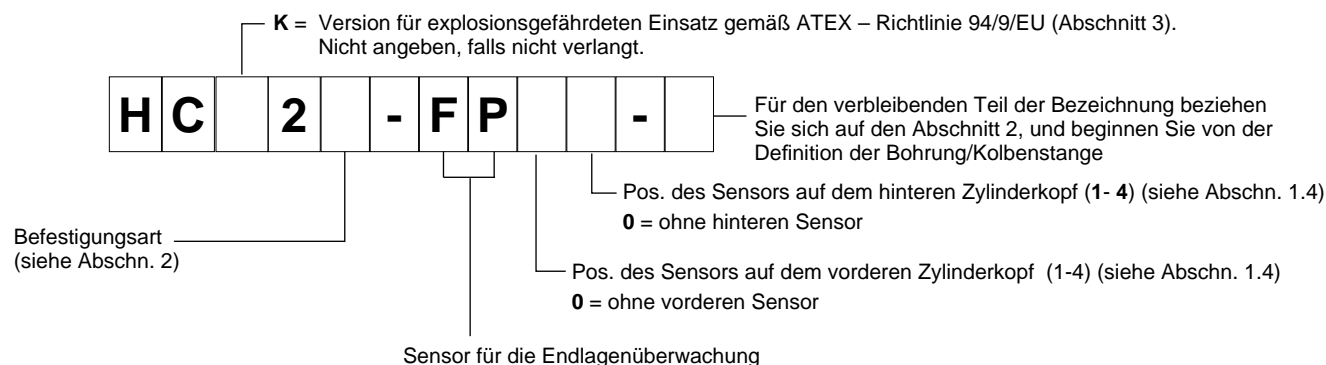 K = Version für explosionsgefährdeten Einsatz gemäß ATEX – Richtlinie 94/9/EU (Abschnitt 3).
Nicht angeben, falls nicht verlangt.
H C 2 - F P -
Für den verbleibenden Teil der Bezeichnung beziehen
Sie sich auf den Abschnitt 2, und beginnen Sie von der
Definition der Bohrung/Kolbenstange
Pos. des Sensors auf dem hinteren Zylinderkopf (1- 4) (siehe Abschn. 1.4)
0 = ohne hinteren Sensor
Befestigungsart
(siehe Abschn. 2)
Pos. des Sensors auf dem vorderen Zylinderkopf (1-4) (siehe Abschn. 1.4)
0 = ohne vorderen Sensor
Sensor für die Endlagenüberwachung